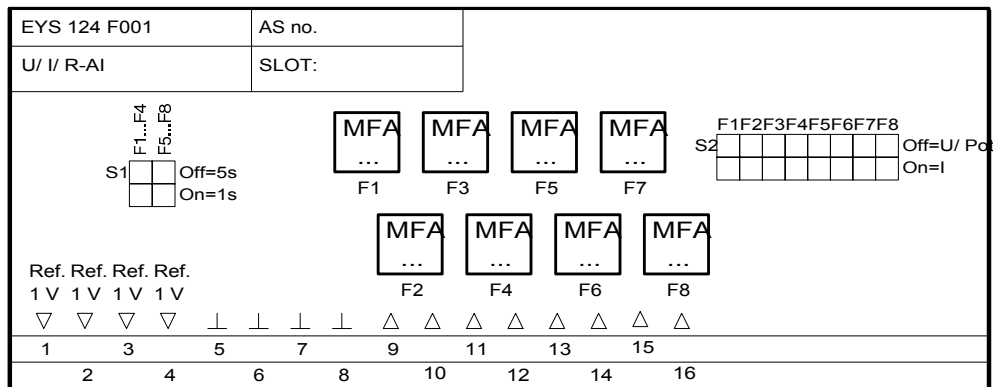 EYS 124 F001
AS no.
U/ I/ R-AI
SLOT:
F1...F4
F5...F8
S1
Off=5s
On=1s
MFA MFA MFA MFA
... ... ... ...
F1 F3 F5 F7
F1F2F3F4F5F6F7F8
S2
Off=U/ Pot
On=I
MFA MFA MFA MFA
... ... ... ...
F2 F4 F6 F8
Ref. Ref. Ref. Ref.
1 V 1 V 1 V 1 V
1 3 5 7 9 11 13 15
2 4 6 8 10 12 14 16